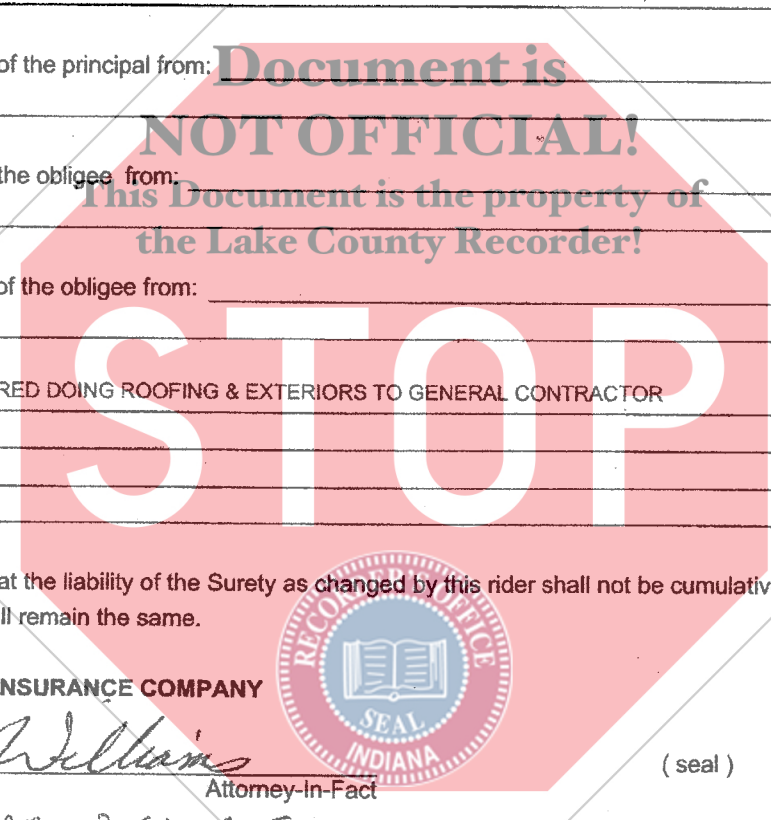 of the principal from:
Document is
NOT OFFICIAL!
the obligee from:
This Document is the property of
the Lake County Recorder!
of the obligee from:
STOP
RED DOING ROOFING & EXTERIORS TO GENERAL CONTRACTOR
at the liability of the Surety as changed by this rider shall not be cumulativ
ll remain the same.
RECORDER'S OFFICE
SEAL
INDIANA
NSURANCE COMPANY
Williams
( seal )
Attorney-In-Fact